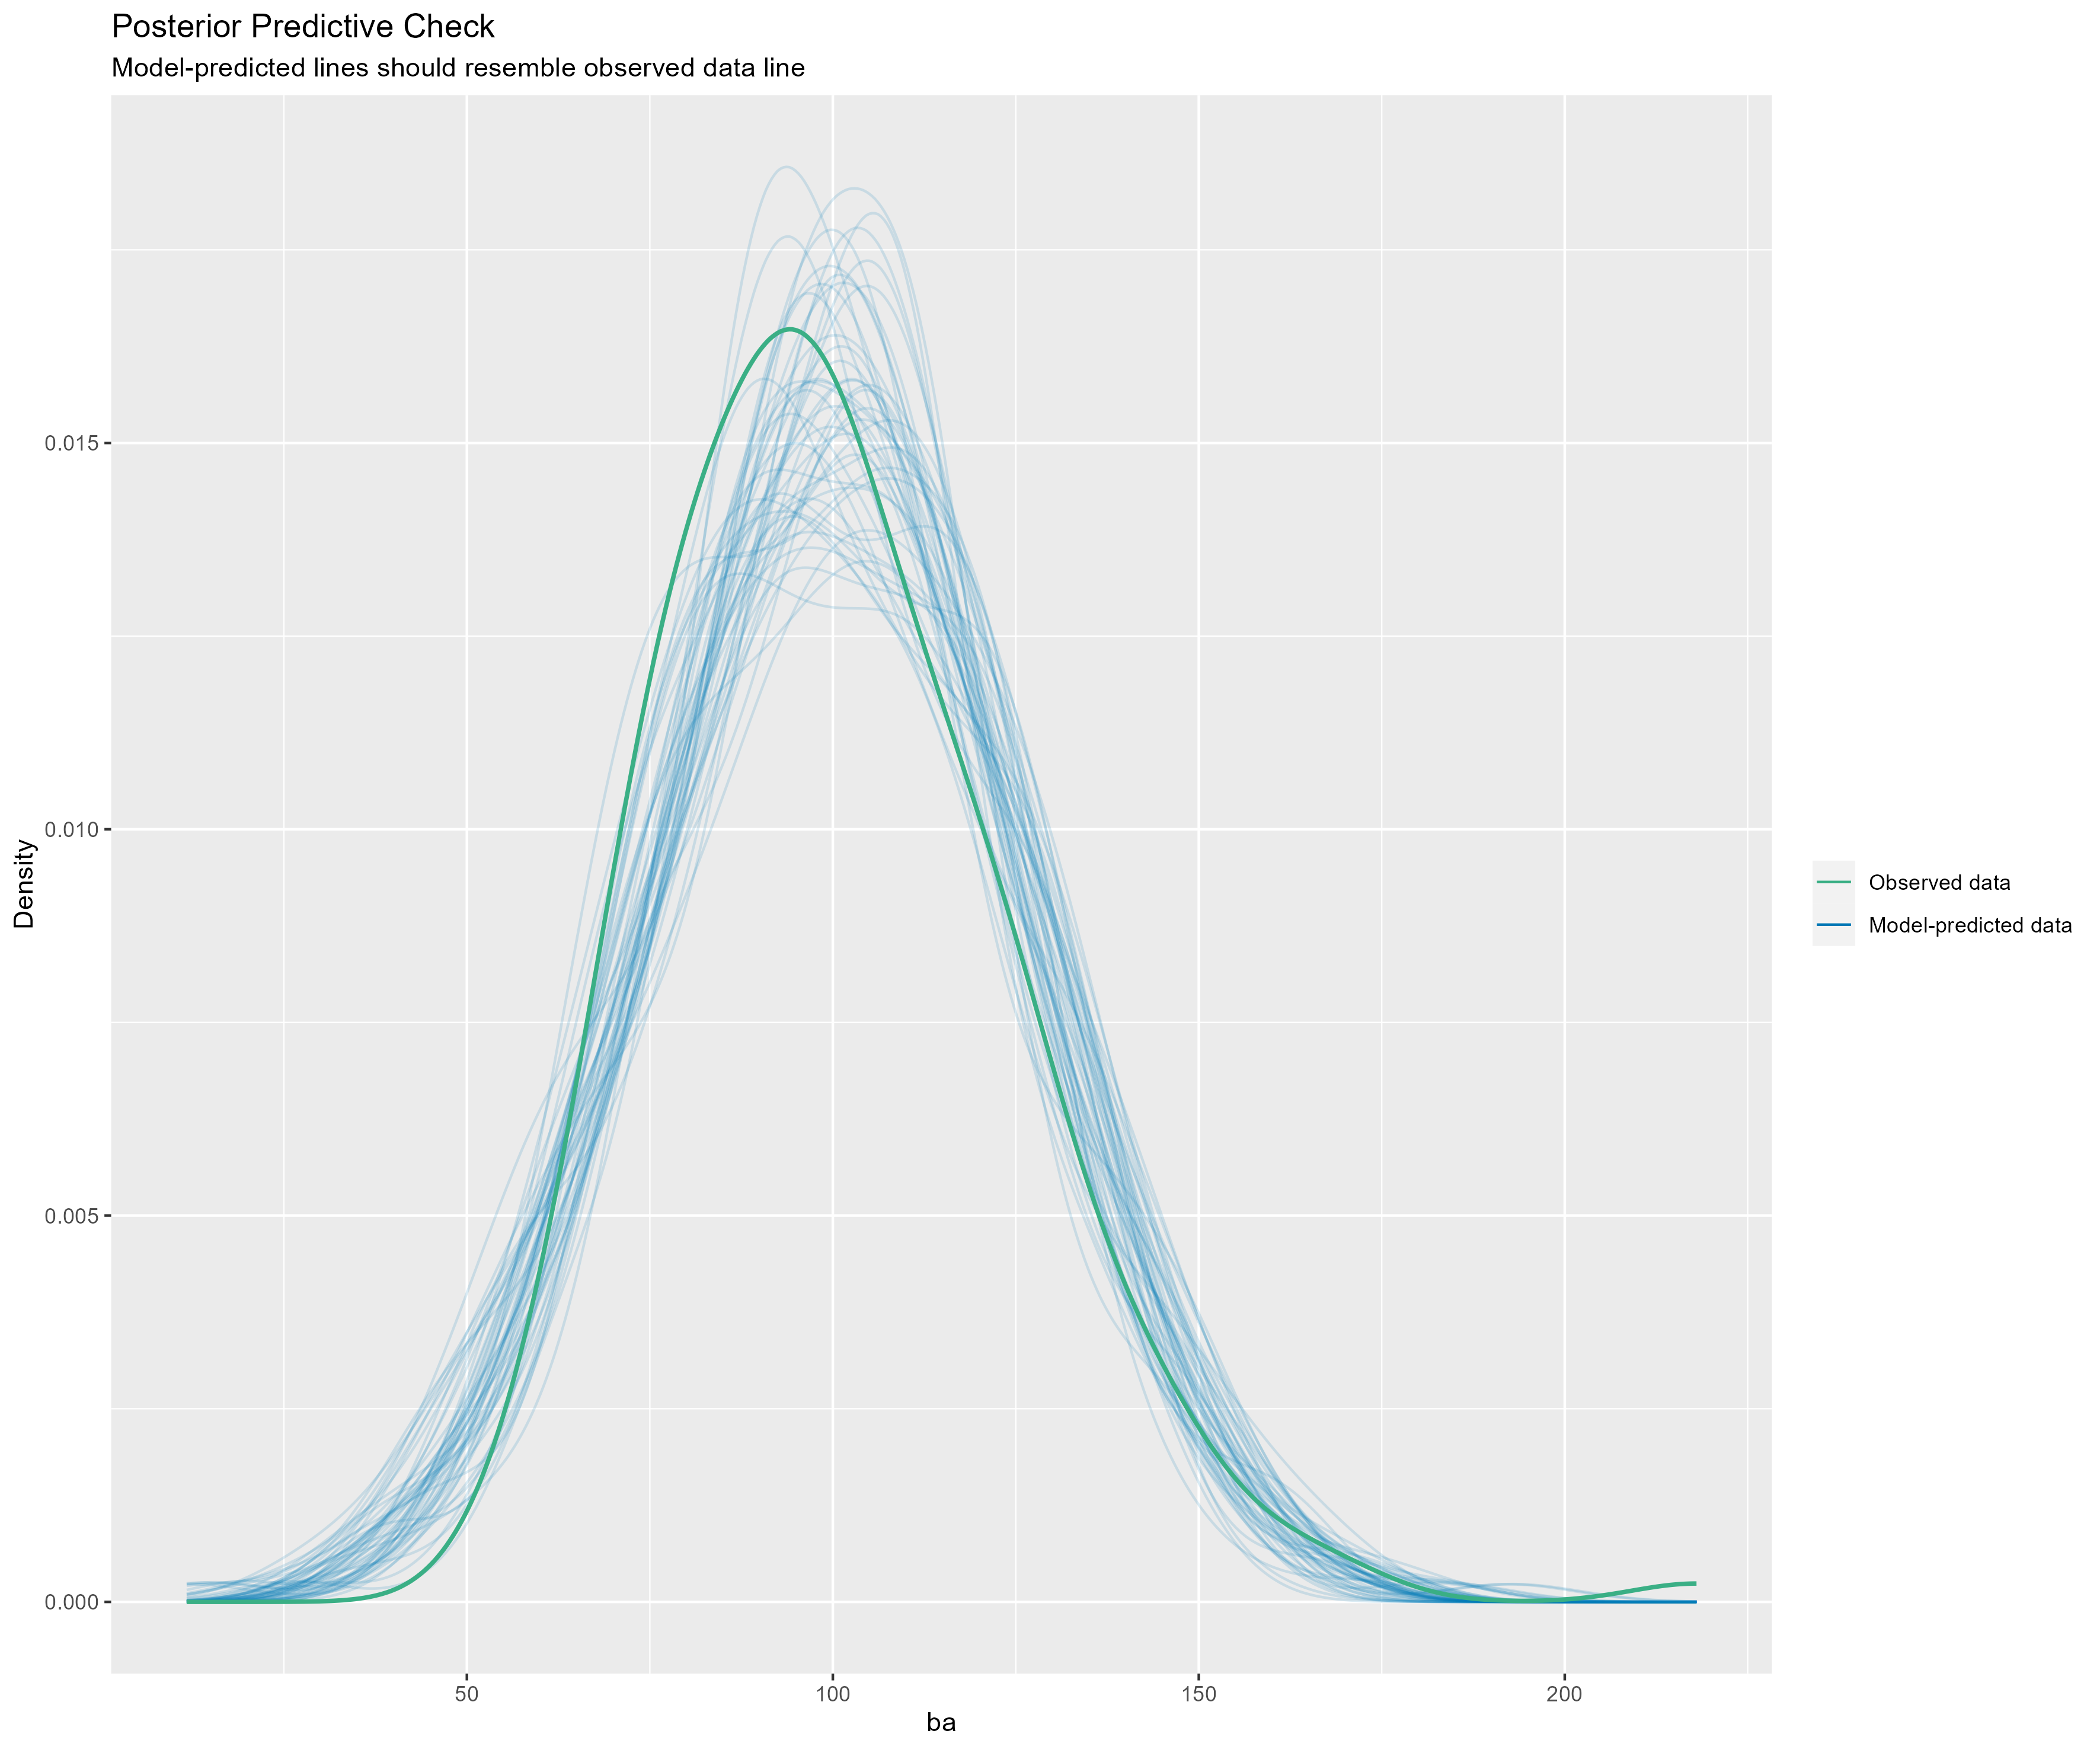 Posterior Predictive Check
Model-predicted lines should resemble observed data line
0.015
0.010
0.005
0.000
Density
50 100 150 200
ba
Observed data
Model-predicted data